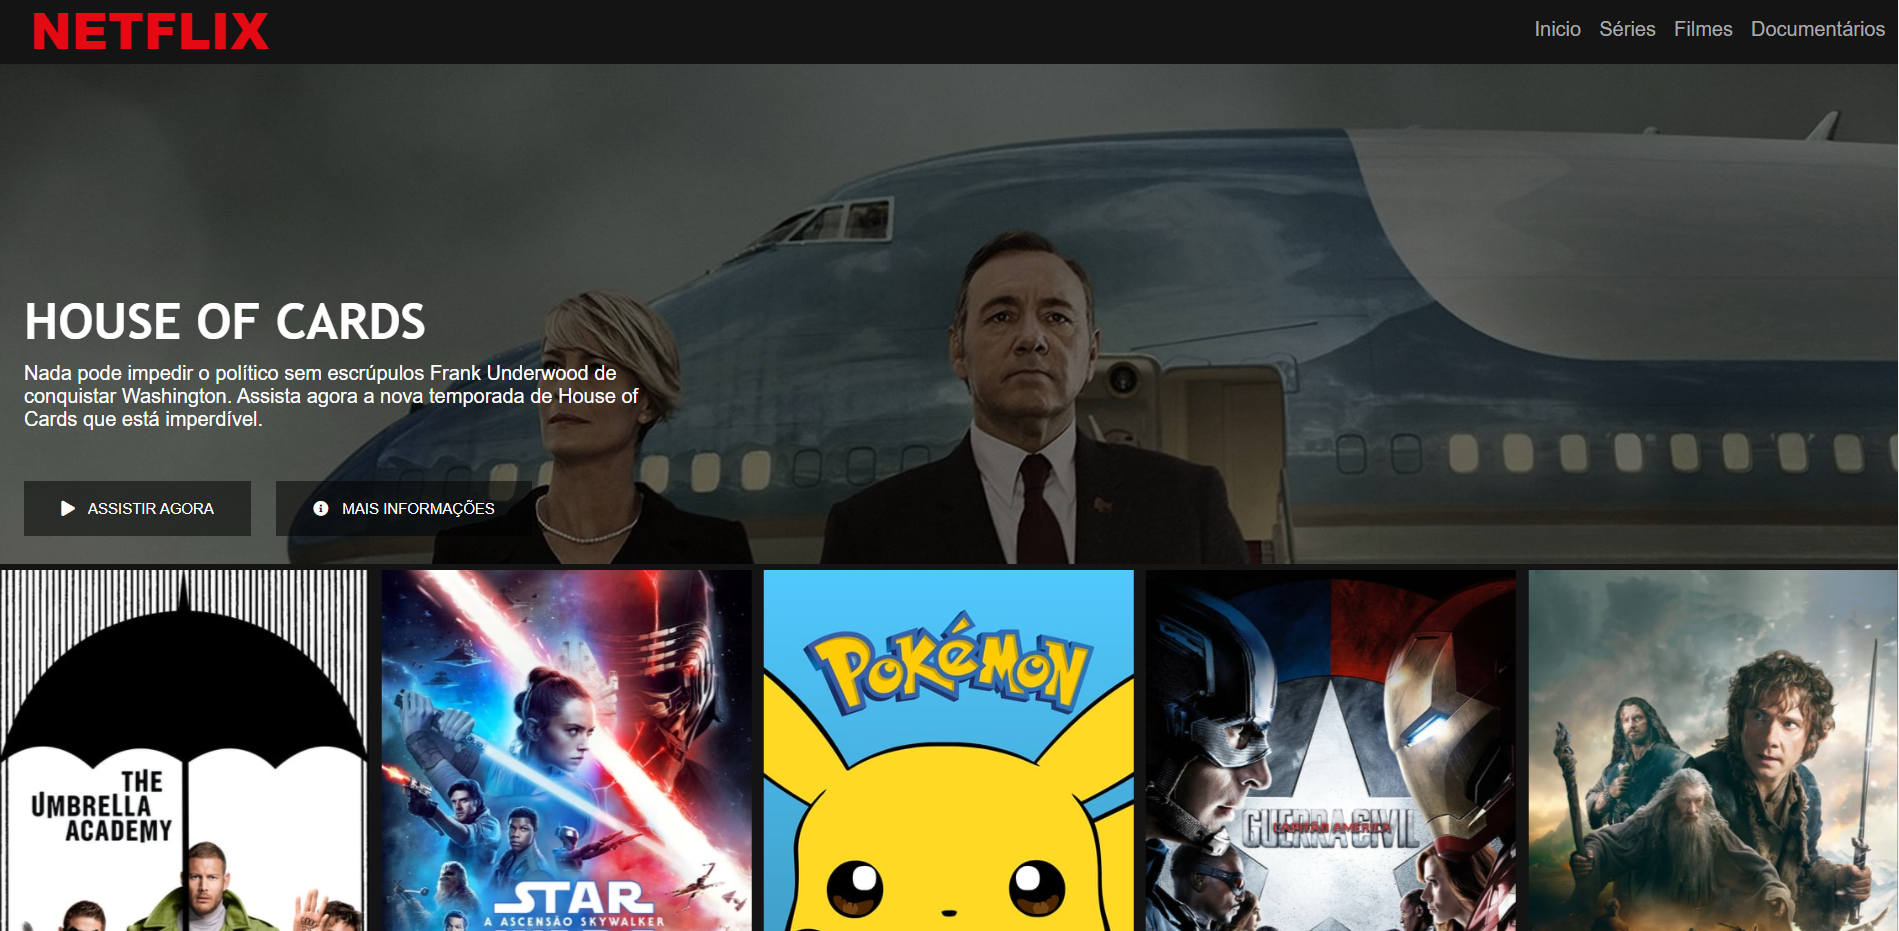 NETFLIX
Inicio Séries Filmes Documentários
HOUSE OF CARDS
Nada pode impedir o político sem escrúpulos Frank Underwood de
conquistar Washington. Assista agora a nova temporada de House of
Cards que está imperdível.
ASSISTIR AGORA
MAIS INFORMAÇÕES
THE
UMBRELLA
ACADEMY
STAR
A ASCENSÃO SKYWALKER
POKéMON
GUERRA CIVIL
CAPITÃO AMÉRICA